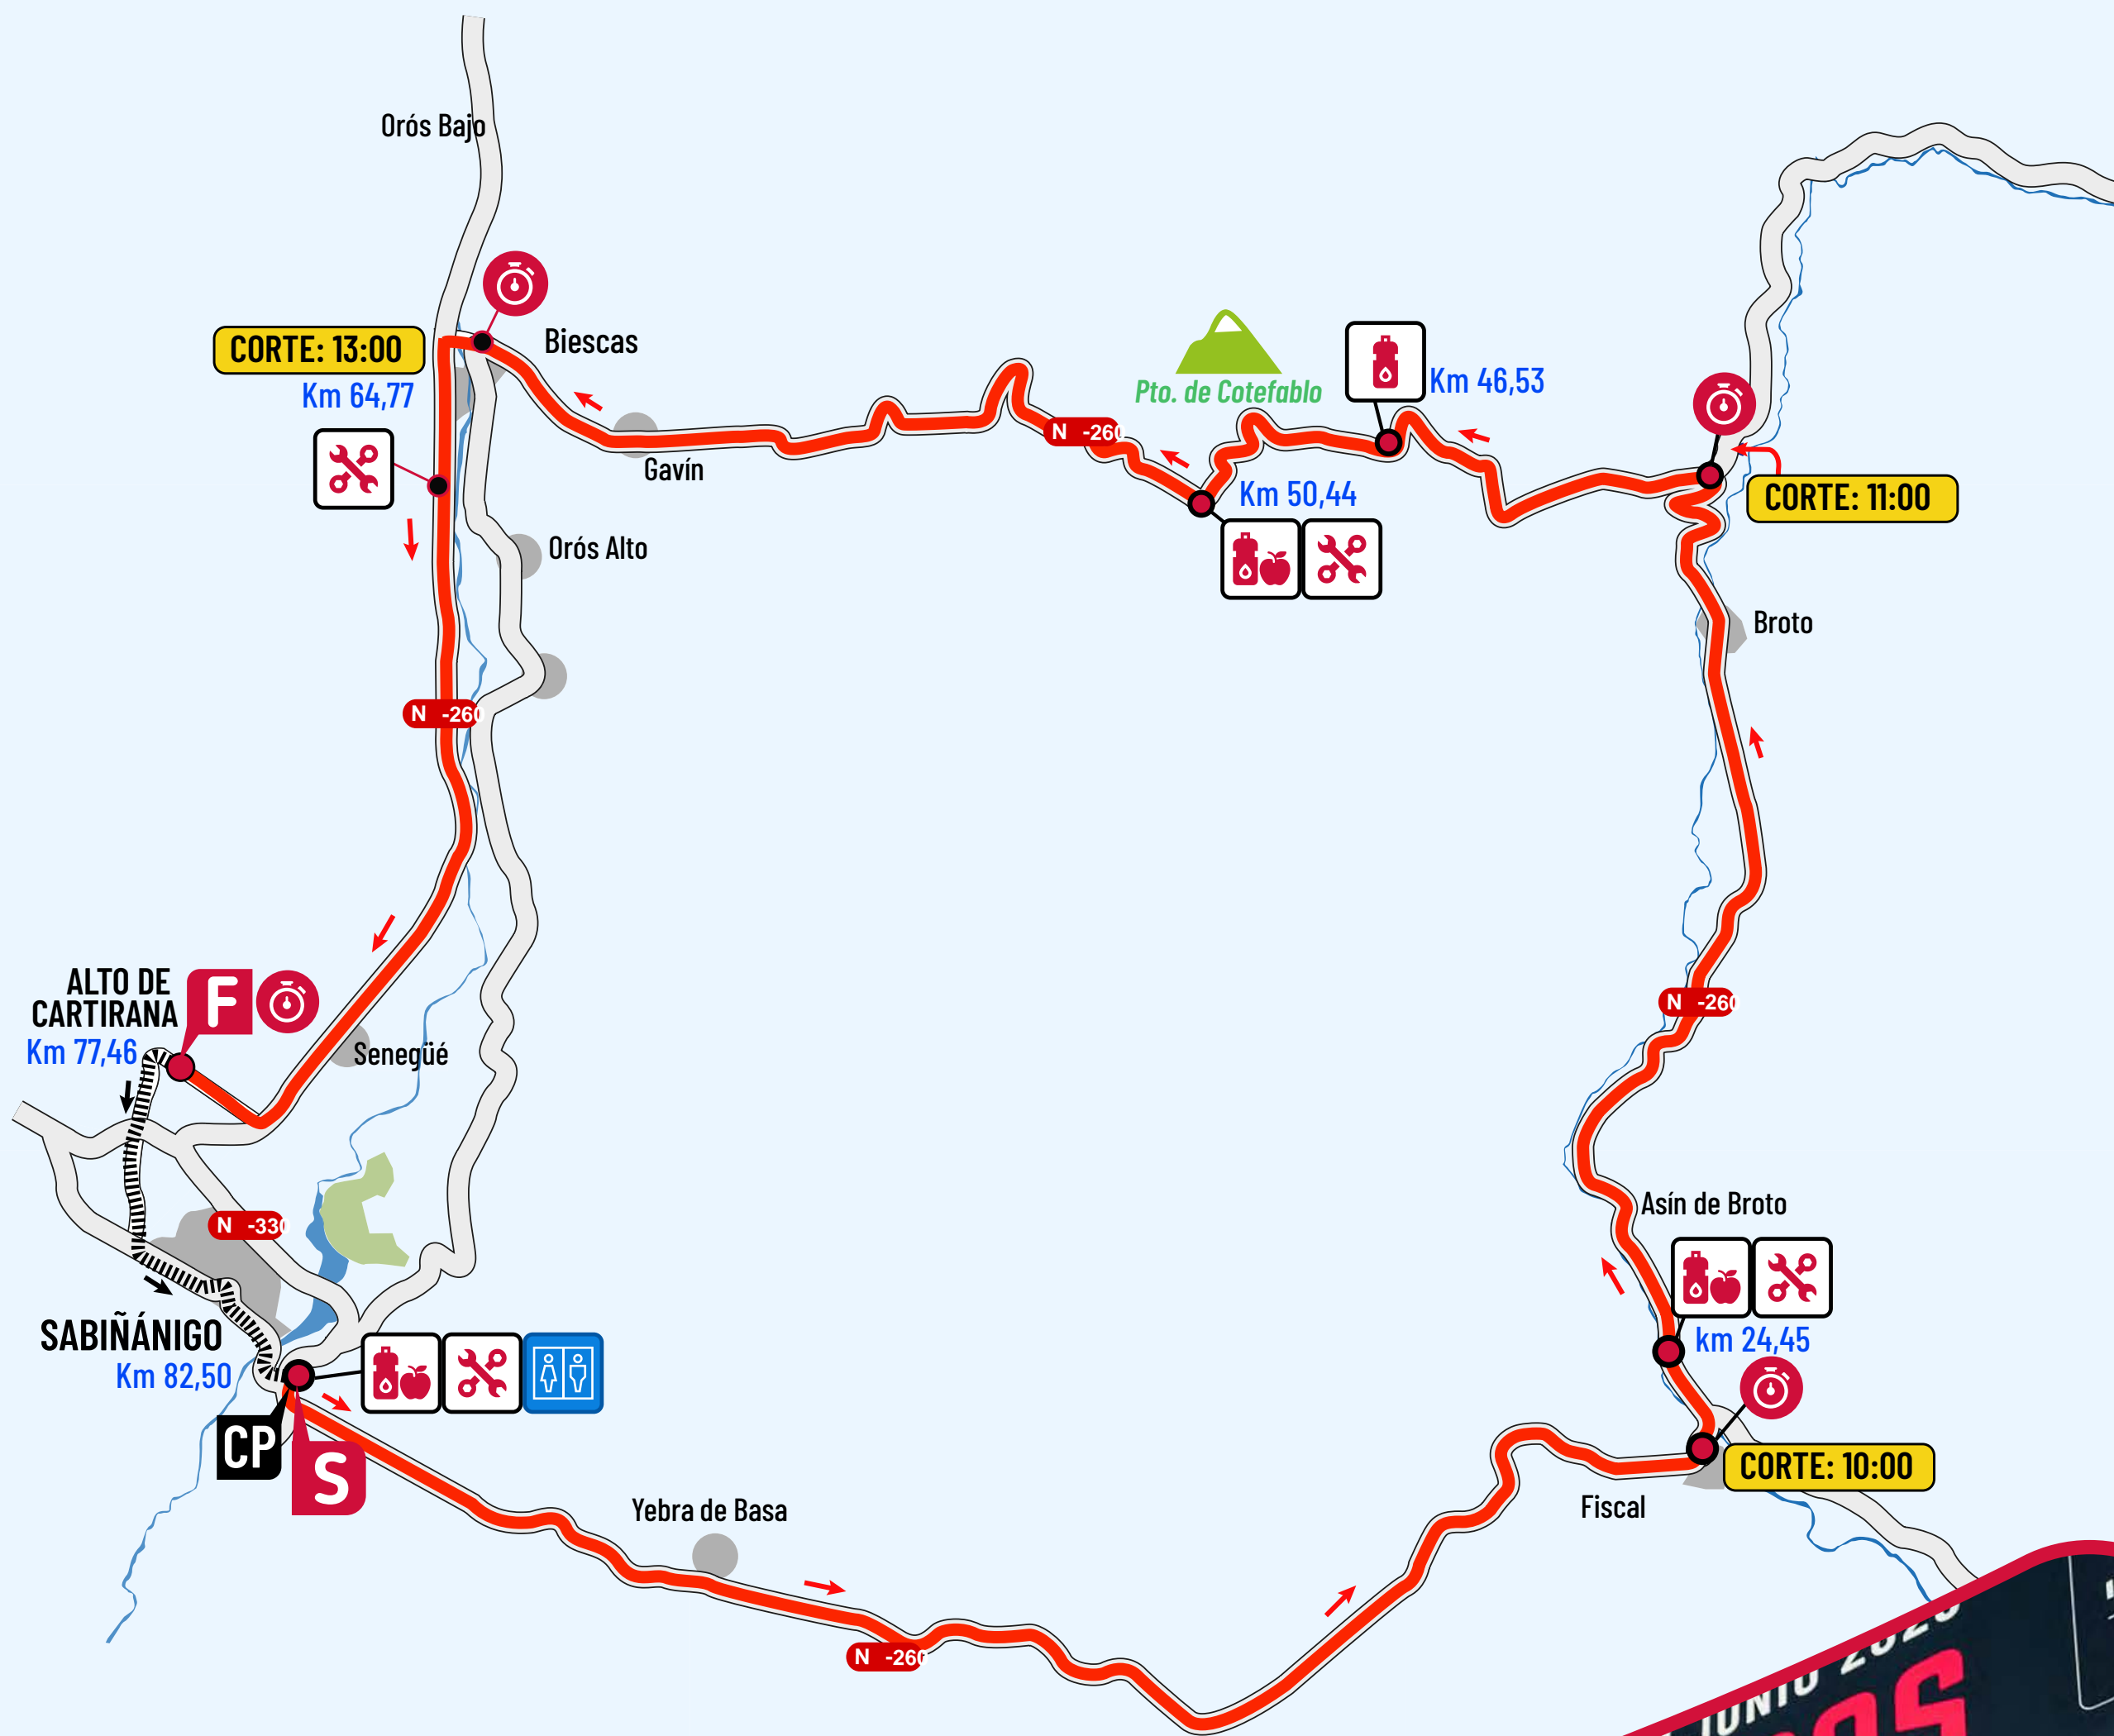 Orós Bajo
Biescas
CORTE: 13:00
Km 64,77
Pto. de Cotefablo
Km 46,53
N -260
Gavín
Km 50,44
CORTE: 11:00
Orós Alto
Broto
N -260
ALTO DE
CARTIRANA
F
Km 77,46
Senegüé
N -260
Asín de Broto
N -330
SABIÑÁNIGO
Km 82,50
km 24,45
CP
S
CORTE: 10:00
Yebra de Basa
Fiscal
N -260
JUNIO